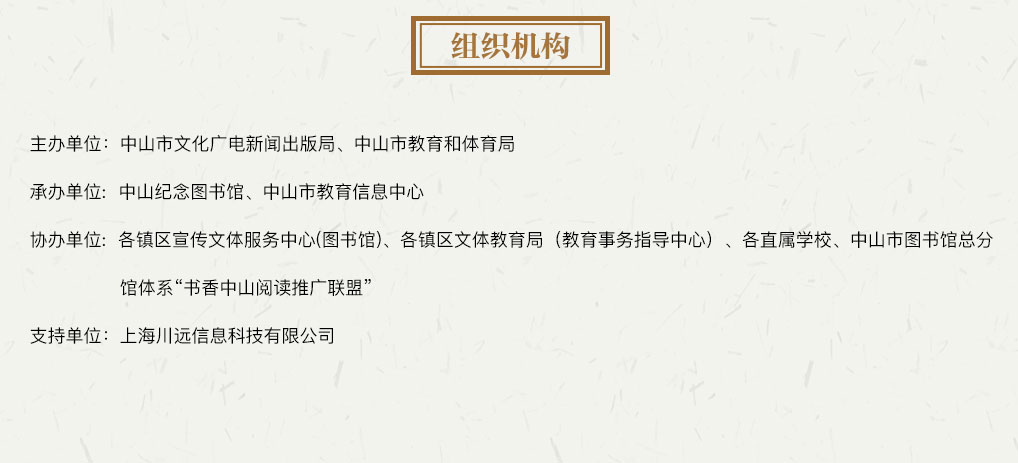 组织机构
主办单位：中山市文化广电新闻出版局、中山市教育和体育局
承办单位:  中山纪念图书馆、中山市教育信息中心
协办单位:  各镇区宣传文体服务中心(图书馆)、各镇区文体教育局（教育事务指导中心）、各直属学校、中山市图书馆总分
馆体系“书香中山阅读推广联盟”
支持单位：上海川远信息科技有限公司